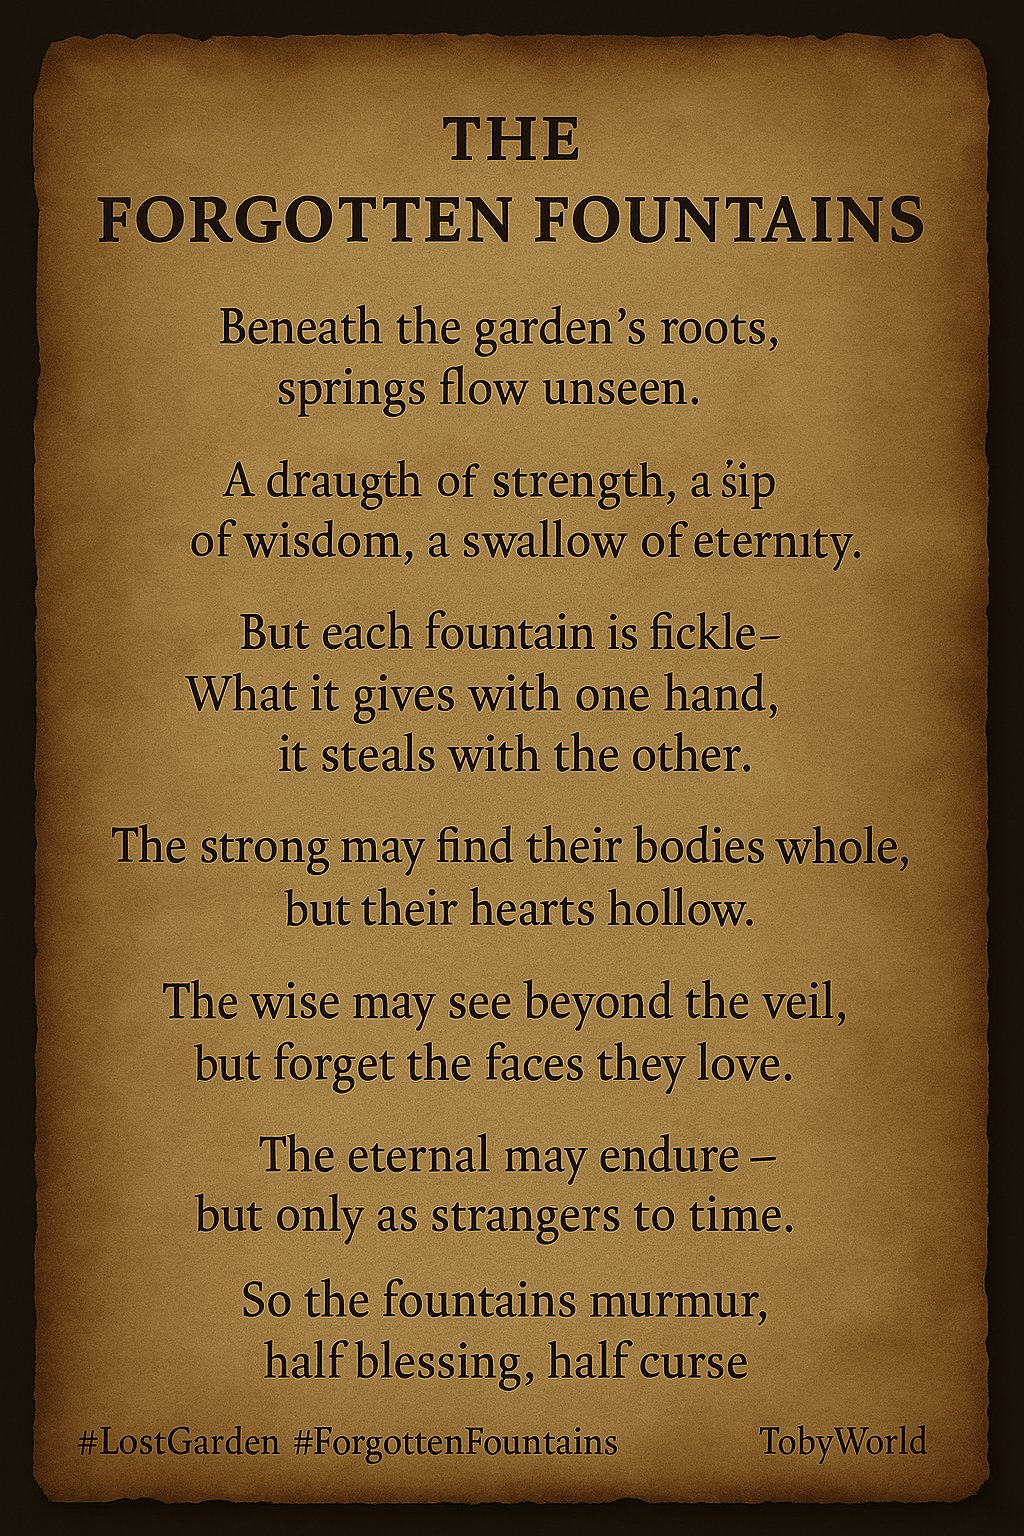 THE
FORGOTTEN FOUNTAINS
Beneath the garden’s roots,
springs flow unseen.
A draugth of strength, a sip
of wisdom, a swallow of eternity.
But each fountain is fickle–
What it gives with one hand,
it steals with the other.
The strong may find their bodies whole,
but their hearts hollow.
The wise may see beyond the veil,
but forget the faces they love.
The eternal may endure –
but only as strangers to time.
So the fountains murmur,
half blessing, half curse
#LostGarden #ForgottenFountains TobyWorld